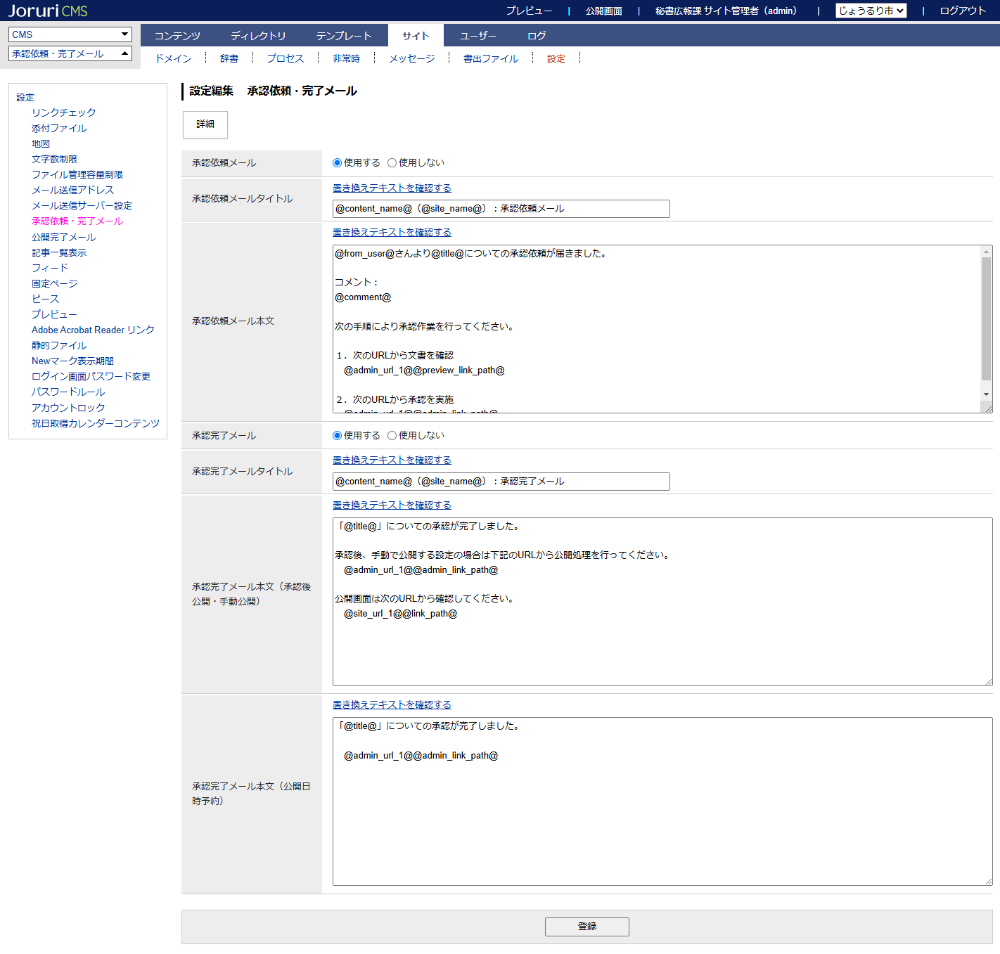 Joruri CMS
プレビュー | 公開画面 | 秘書広報課 サイト管理者（admin） | じょうるり市 | ログアウト
CMS
承認依頼・完了メール
コンテンツ ディレクトリ テンプレート サイト ユーザー ログ
ドメイン 辞書 プロセス 非常時 メッセージ 書出ファイル 設定
設定
リンクチェック
添付ファイル
地図
文字数制限
ファイル管理容量制限
メール送信アドレス
メール送信サーバー設定
承認依頼・完了メール
公開完了メール
記事一覧表示
フィード
固定ページ
ピース
プレビュー
Adobe Acrobat Reader リンク
静的ファイル
Newマーク表示期間
ログイン画面パスワード変更
パスワードルール
アカウントロック
祝日取得カレンダーコンテンツ
設定編集　承認依頼・完了メール
詳細
承認依頼メール 使用する 使用しない
承認依頼メールタイトル
置き換えテキストを確認する
@content_name@（@site_name@）：承認依頼メール
承認依頼メール本文
置き換えテキストを確認する
@from_user@さんより@title@についての承認依頼が届きました。
コメント：
@comment@
次の手順により承認作業を行ってください。
１．次のURLから文書を確認
@admin_url_1@@preview_link_path@
２．次のURLから承認を実施
@admin_url_1@@admin_link_path@
承認完了メール 使用する 使用しない
承認完了メールタイトル
置き換えテキストを確認する
@content_name@（@site_name@）：承認完了メール
承認完了メール本文（承認後
公開・手動公開）
置き換えテキストを確認する
「@title@」についての承認が完了しました。
承認後、手動で公開する設定の場合は下記のURLから公開処理を行ってください。
@admin_url_1@@admin_link_path@
公開画面は次のURLから確認してください。
@site_url_1@@link_path@
承認完了メール本文（公開日
時予約）
置き換えテキストを確認する
「@title@」についての承認が完了しました。
@admin_url_1@@admin_link_path@
登録